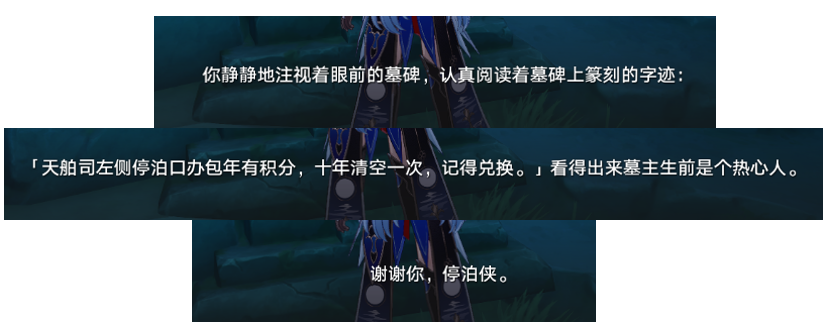 你静静地注视着眼前的墓碑，认真阅读着墓碑上篆刻的字迹：
「天舶司左侧停泊口办包年有积分，十年清空一次，记得兑换。」看得出来墓主生前是个热心人。
谢谢你，停泊侠。